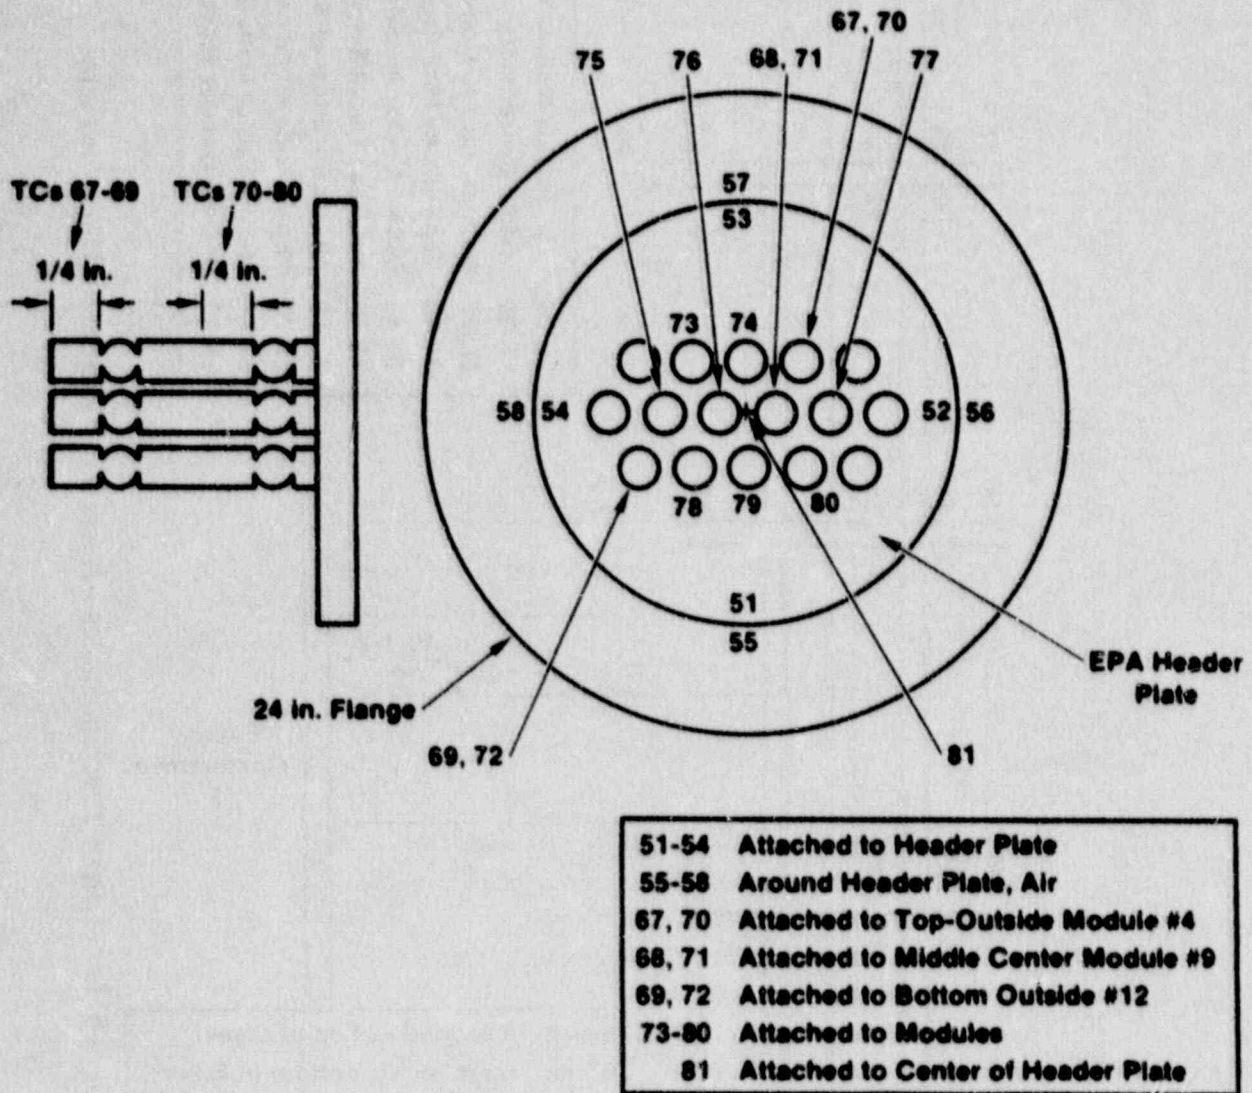 67, 70
75
76
68, 71
77
TCs 67-69
TCs 70-80
1/4 in.
1/4 in.
57
53
73
74
58
54
52
56
78
79
80
51
55
EPA Header
Plate
24 in. Flange
69, 72
81
51-54 Attached to Header Plate
55-58 Around Header Plate, Air
67, 70 Attached to Top-Outside Module #4
68, 71 Attached to Middle Center Module #9
69, 72 Attached to Bottom Outside #12
73-80 Attached to Modules
81 Attached to Center of Header Plate